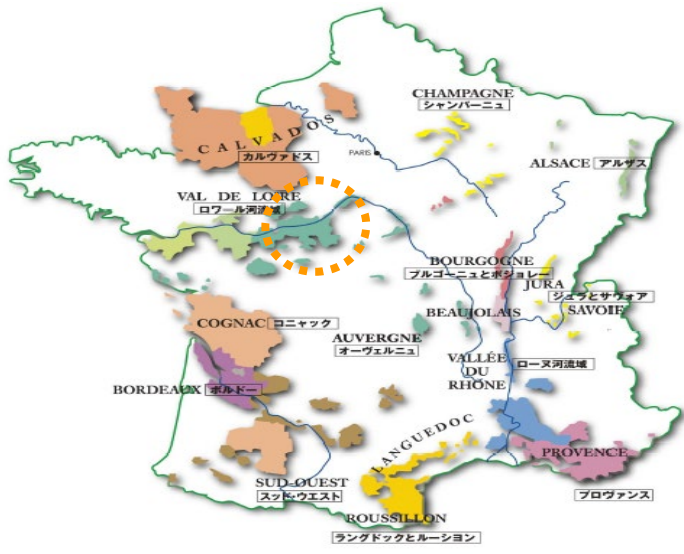 CHAMPAGNE
シャンパーニュ
CALVADOS
カルヴァドス
PARIS
ALSACE アルザス
VAL DE LOIRE
ロワール河流域
BOURGOGNE
ブルゴーニュとボジョレー
JURA
ジュラとサヴォア
SAVOIE
COGNAC コニャック
BEAUJOLAIS
AUVERGNE
オーヴェルニュ
VALLÉE
DU
RHÔNE
ローヌ河流域
BORDEAUX ボルドー
LANGUEDOC
PROVENCE
プロヴァンス
SUD-OUEST
スッド・ウエスト
ROUSSILLON
ラングドックとルーシヨン